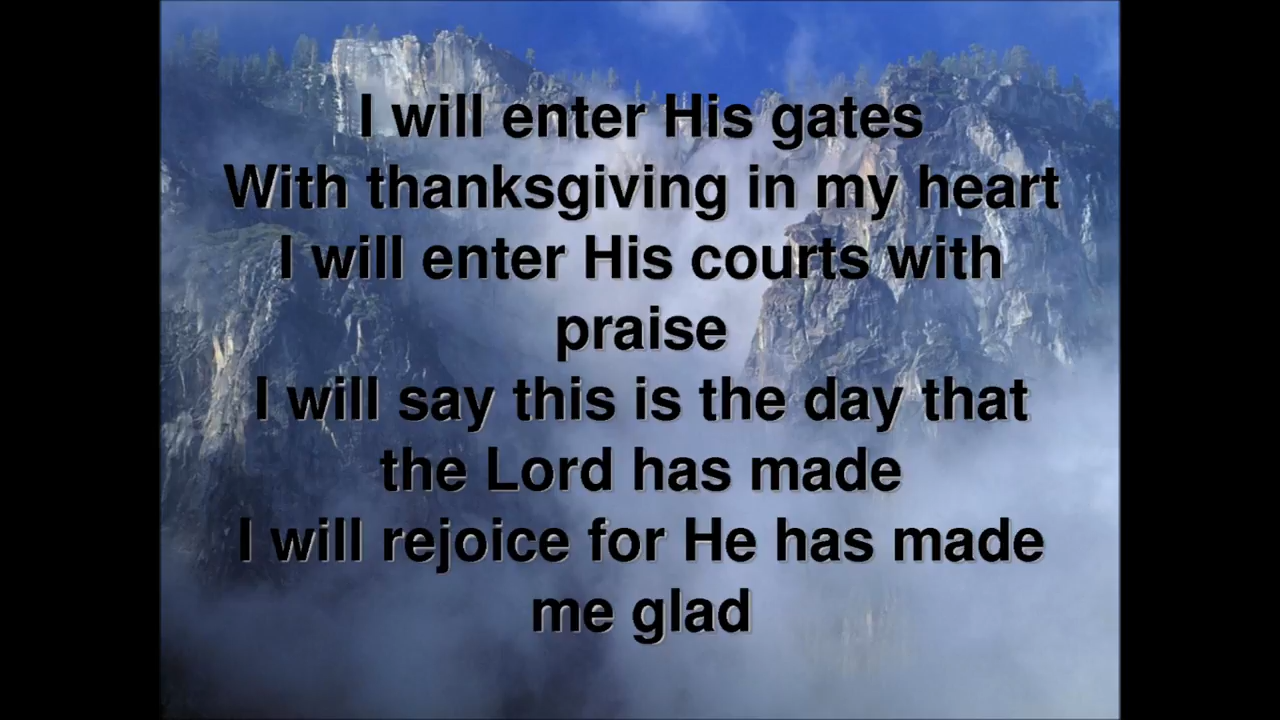 I will enter His gates
With thanksgiving in my heart
I will enter His courts with
praise
I will say this is the day that
the Lord has made
I will rejoice for He has made
me glad